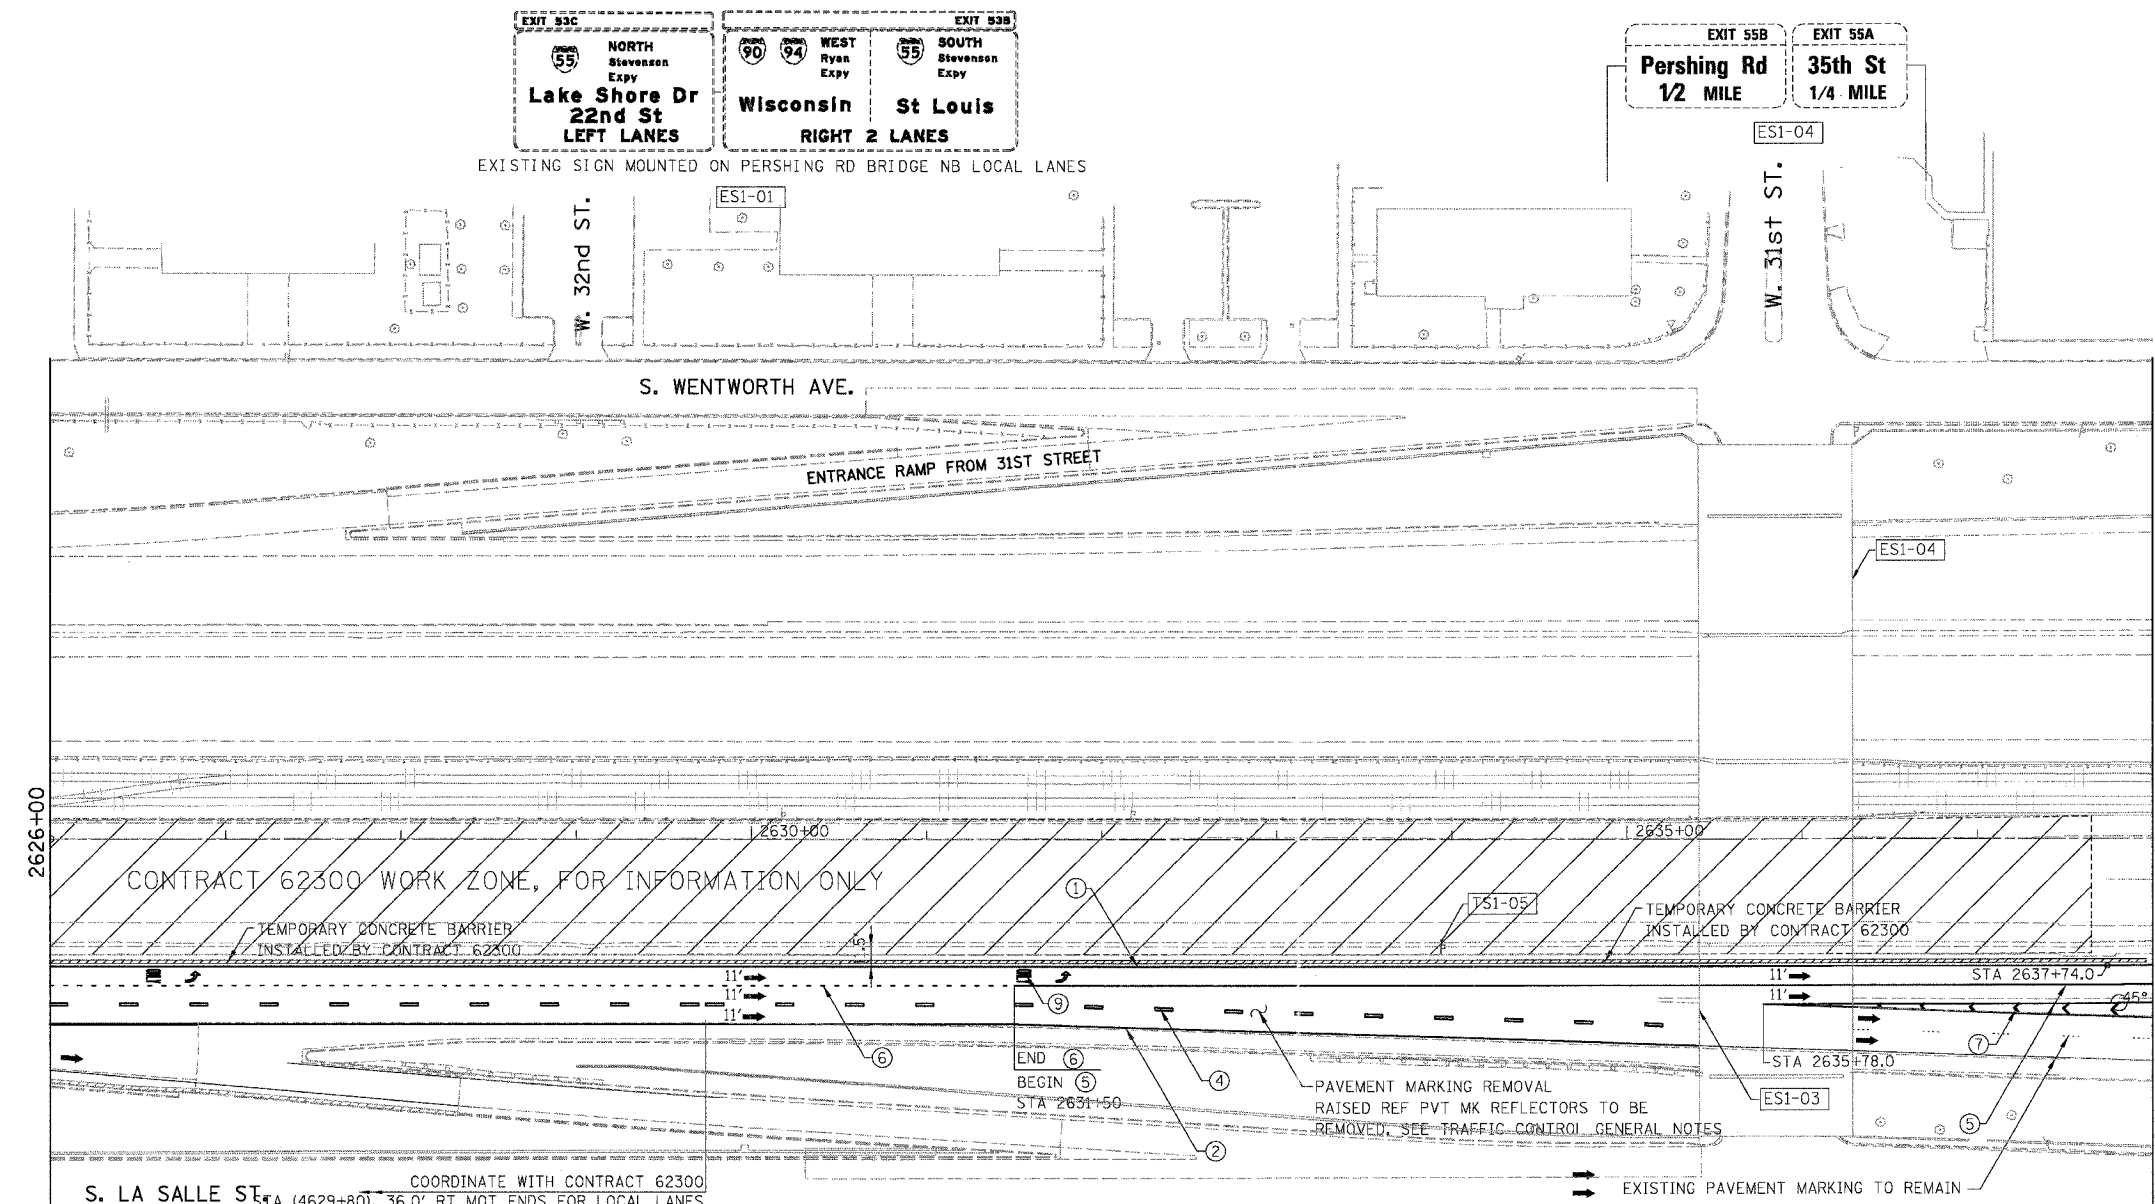 EXIT 53C
55
NORTH
Stevenson
Expy
Lake Shore Dr
22nd St
LEFT LANES
EXIT 53B
90 94
WEST
Ryan
Expy
Wisconsin
55
SOUTH
Stevenson
Expy
St Louis
RIGHT 2 LANES
EXISTING SIGN MOUNTED ON PERSHING RD BRIDGE NB LOCAL LANES
ES1-01
EXIT 55B
Pershing Rd
1/2 MILE
EXIT 55A
35th St
1/4 MILE
ES1-04
W. 32nd ST.
W. 31st ST.
S. WENTWORTH AVE.
ENTRANCE RAMP FROM 31ST STREET
ES1-04
2626+00
2630+00
2635+00
CONTRACT 62300 WORK ZONE, FOR INFORMATION ONLY
1
TS1-05
TEMPORARY CONCRETE BARRIER
INSTALLED BY CONTRACT 62300
1.5'
TEMPORARY CONCRETE BARRIER
INSTALLED BY CONTRACT 62300
11'
11'
11'
9
11'
11'
STA 2637+74.0
45°
6
END 6
BEGIN 5
STA 2631+50
4
7
STA 2635+78.0
PAVEMENT MARKING REMOVAL
RAISED REF PVT MK REFLECTORS TO BE
REMOVED, SEE TRAFFIC CONTROL GENERAL NOTES
ES1-03
5
2
S. LA SALLE ST.
COORDINATE WITH CONTRACT 62300
STA (4629+80), 36.0' RT MOT ENDS FOR LOCAL LANES
EXISTING PAVEMENT MARKING TO REMAIN